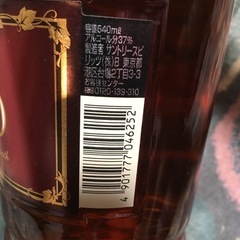 容量640ml
アルコール分37%
製造者 サントリースピ
リッツ(株)B 東京都
港区台場2丁目3-3
お客様センター
☎0120-139-310
4 901777 046252